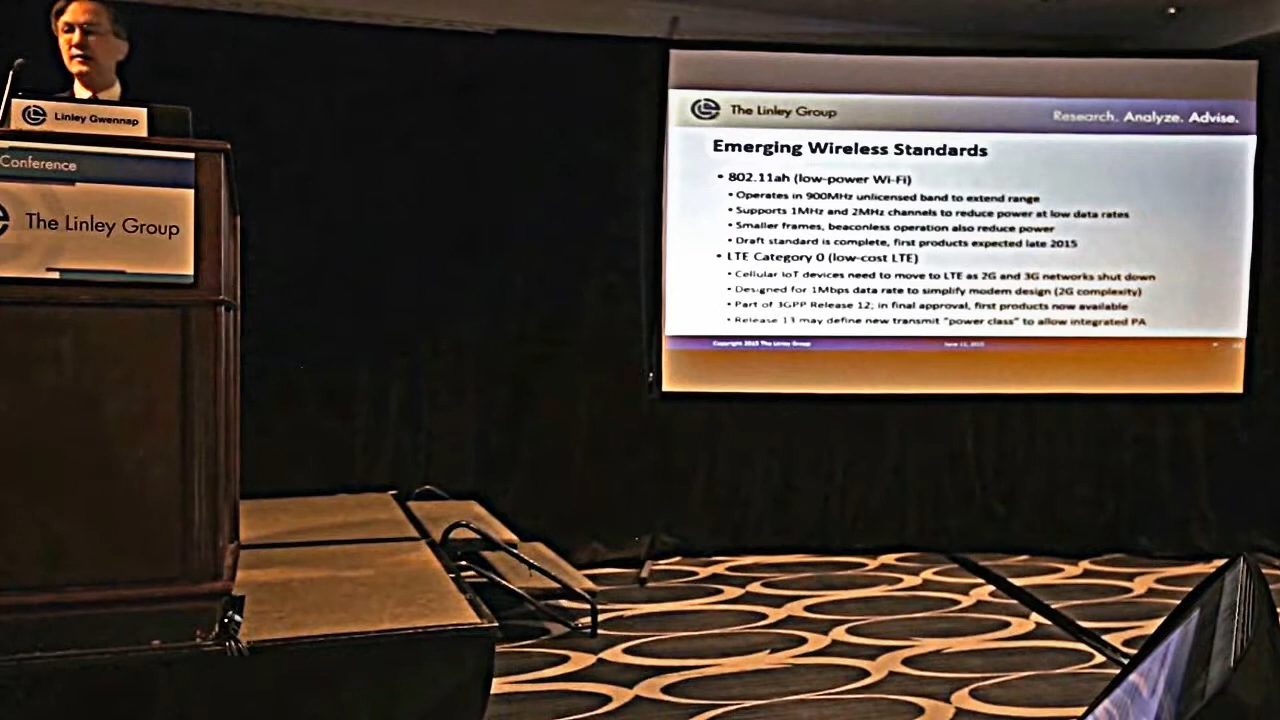 Linley Gwennap
Conference
The Linley Group
The Linley Group
Research. Analyze. Advise.
Emerging Wireless Standards
• 802.11ah (low-power Wi-Fi)
• Operates in 900MHz unlicensed band to extend range
• Supports 1MHz and 2MHz channels to reduce power at low data rates
• Smaller frames, beaconless operation also reduce power
• Draft standard is complete, first products expected late 2015
• LTE Category 0 (low-cost LTE)
• Cellular IoT devices need to move to LTE as 2G and 3G networks shut down
• Designed for 1Mbps data rate to simplify modem design (2G complexity)
• Part of 3GPP Release 12; in final approval, first products now available
• Release 13 may define new transmit "power class" to allow integrated PA
Copyright 2015 The Linley Group